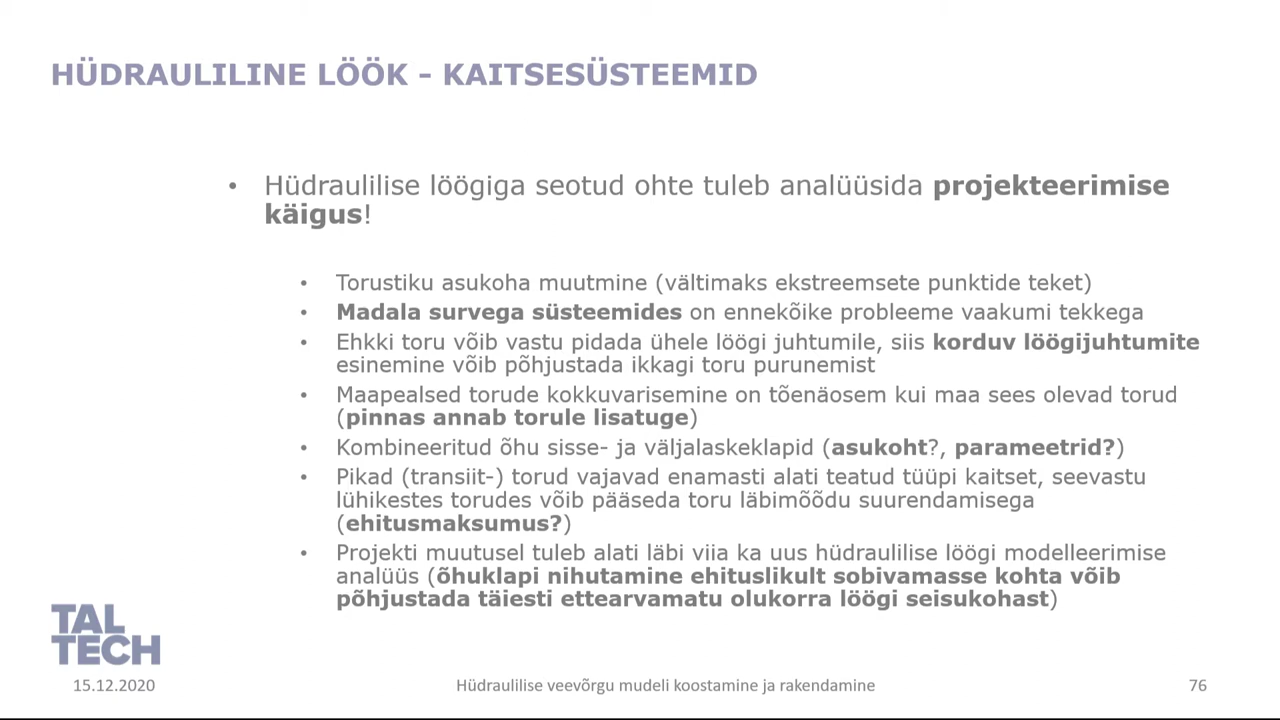 HÜDRAULILINE LÖÖK - KAITSESÜSTEEMID
• Hüdraulilise löögiga seotud ohte tuleb analüüsida projekteerimise
käigus!
• Torustiku asukoha muutmine (vältimaks ekstreemsete punktide teket)
• Madala survega süsteemides on ennekõike probleeme vaakumi tekkega
• Ehkki toru võib vastu pidada ühele löögi juhtumile, siis korduv löögijuhtumite
esinemine võib põhjustada ikkagi toru purunemist
• Maapealsed torude kokkuvarisemine on tõenäosem kui maa sees olevad torud
(pinnas annab torule lisatuge)
• Kombineeritud õhu sisse- ja väljalaskeklapid (asukoht?, parameetrid?)
• Pikad (transiit-) torud vajavad enamasti alati teatud tüüpi kaitset, seevastu
lühikestes torudes võib pääseda toru läbimõõdu suurendamisega
(ehitusmaksumus?)
• Projekti muutusel tuleb alati läbi viia ka uus hüdraulilise löögi modelleerimise
analüüs (õhuklapi nihutamine ehituslikult sobivamasse kohta võib
põhjustada täiesti ettearvamatu olukorra löögi seisukohast)
TAL
TECH
15.12.2020
Hüdraulilise veevõrgu mudeli koostamine ja rakendamine
76